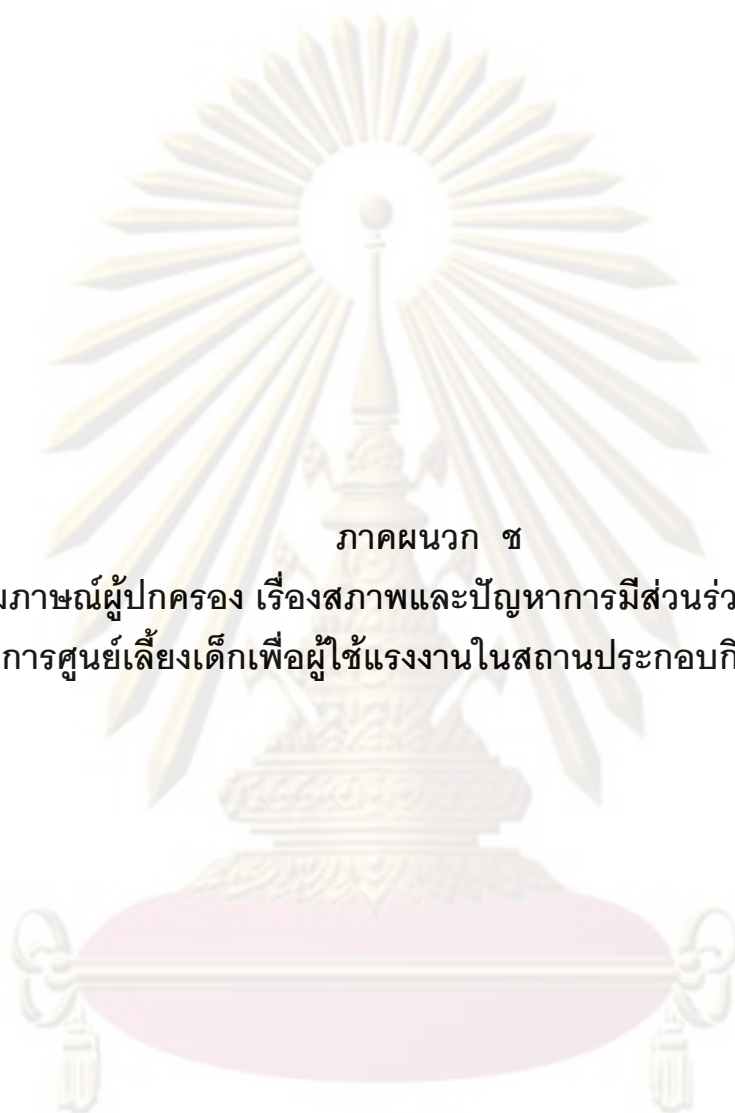 ภาคผนวก ช
มภาษณ์ผู้ปกครอง เรื่องสภาพและปัญหาการมีส่วนร่ว
การศูนย์เลี้ยงเด็กเพื่อผู้ใช้แรงงานในสถานประกอบกิ